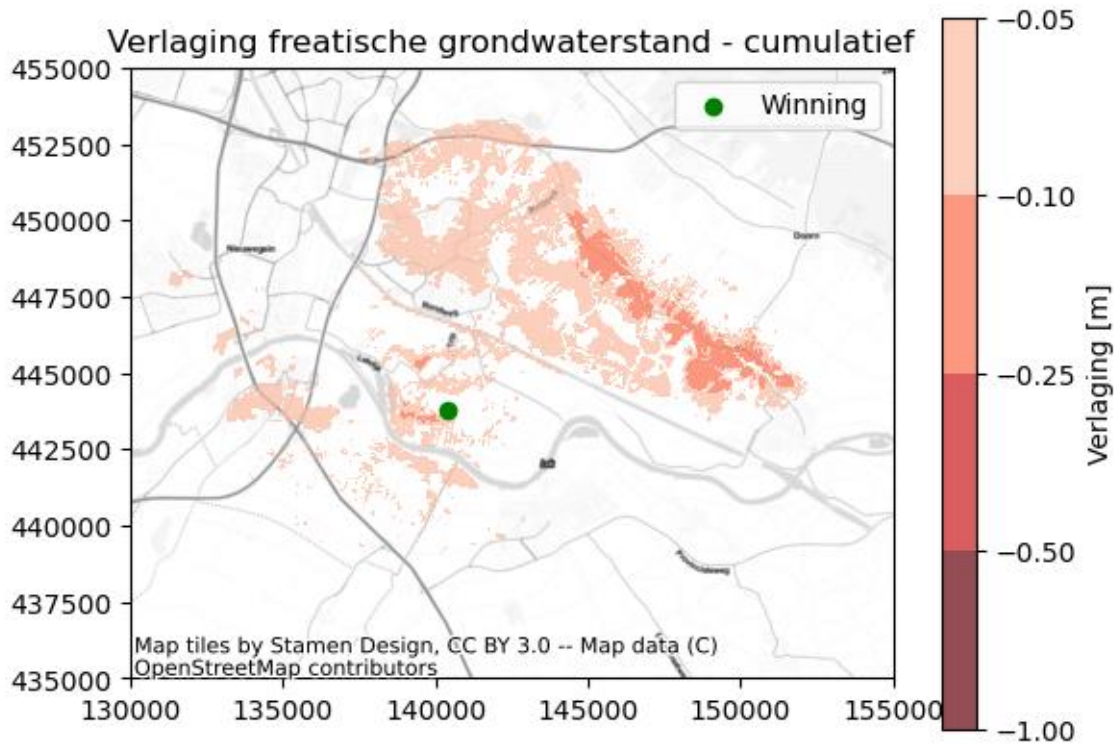 Verlaging freatische grondwaterstand - cumulatief
Winning
455000
452500
450000
447500
445000
442500
440000
437500
435000
130000
135000
140000
145000
150000
155000
Nieuwegein
Doorn
Map tiles by Stamen Design, CC BY 3.0 -- Map data (C)
OpenStreetMap contributors
−0.05
−0.10
−0.25
−0.50
−1.00
Verlaging [m]